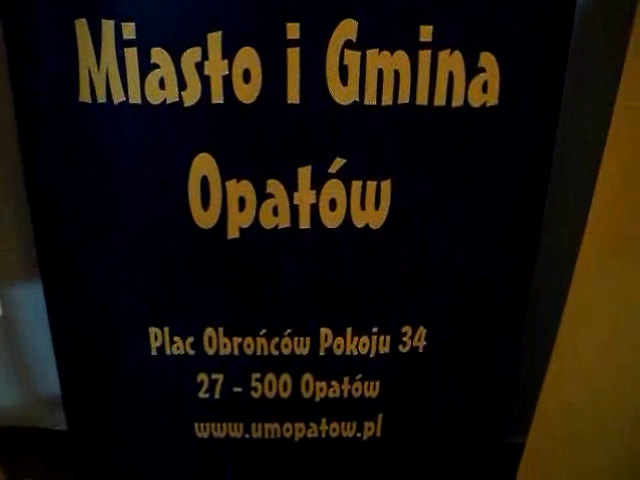 Miasto i Gmina
Opatów
Plac Obrońców Pokoju 34
27 - 500 Opatów
www.umopatow.pl